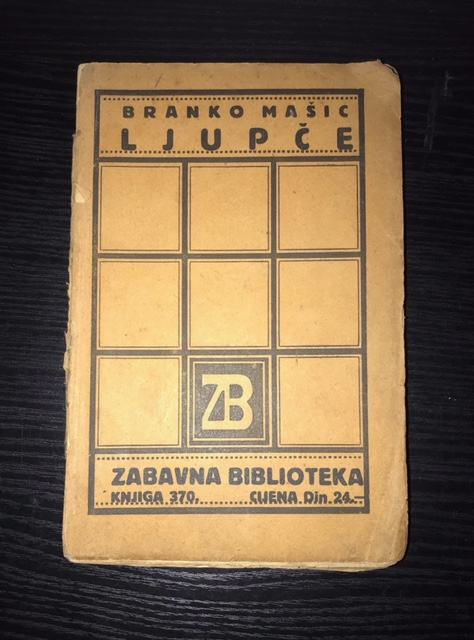 BRANKO MAŠIC
LJUPČE
ZB
ZABAVNA BIBLIOTEKA
KNJIGA 370. CIJENA Din 24.—